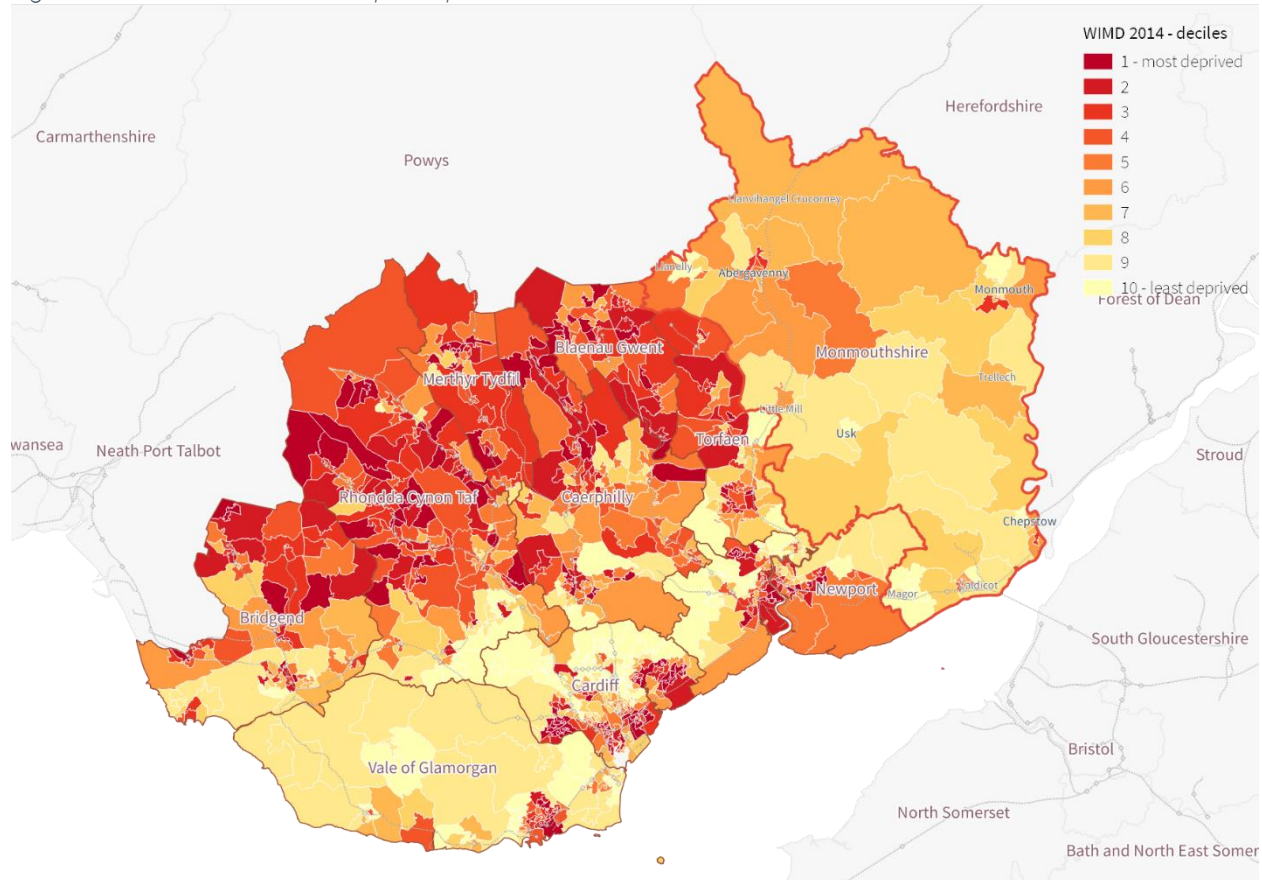 WIMD 2014 - deciles
1 - most deprived
2
3
4
5
6
7
8
9
10 - least deprived
Herefordshire
Carmarthenshire
Powys
Llanvihangel Crucorney
Llanelly
Abergavenny
Monmouth
Forest of Dean
Blaenau Gwent
Monmouthshire
Merthyr Tydfil
Trellech
Little Mill
Usk
Torfaen
wansea
Neath Port Talbot
Stroud
Rhondda Cynon Taf
Caerphilly
Chepstow
Caldicot
Newport
Magor
Bridgend
South Gloucestershire
Cardiff
Bristol
Vale of Glamorgan
North Somerset
Bath and North East Somer